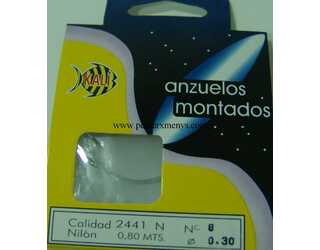 KALI
anzuelos
montados
Calidad 2441 N Nº 8
Nilón 0,80 MTS. ø 0.30